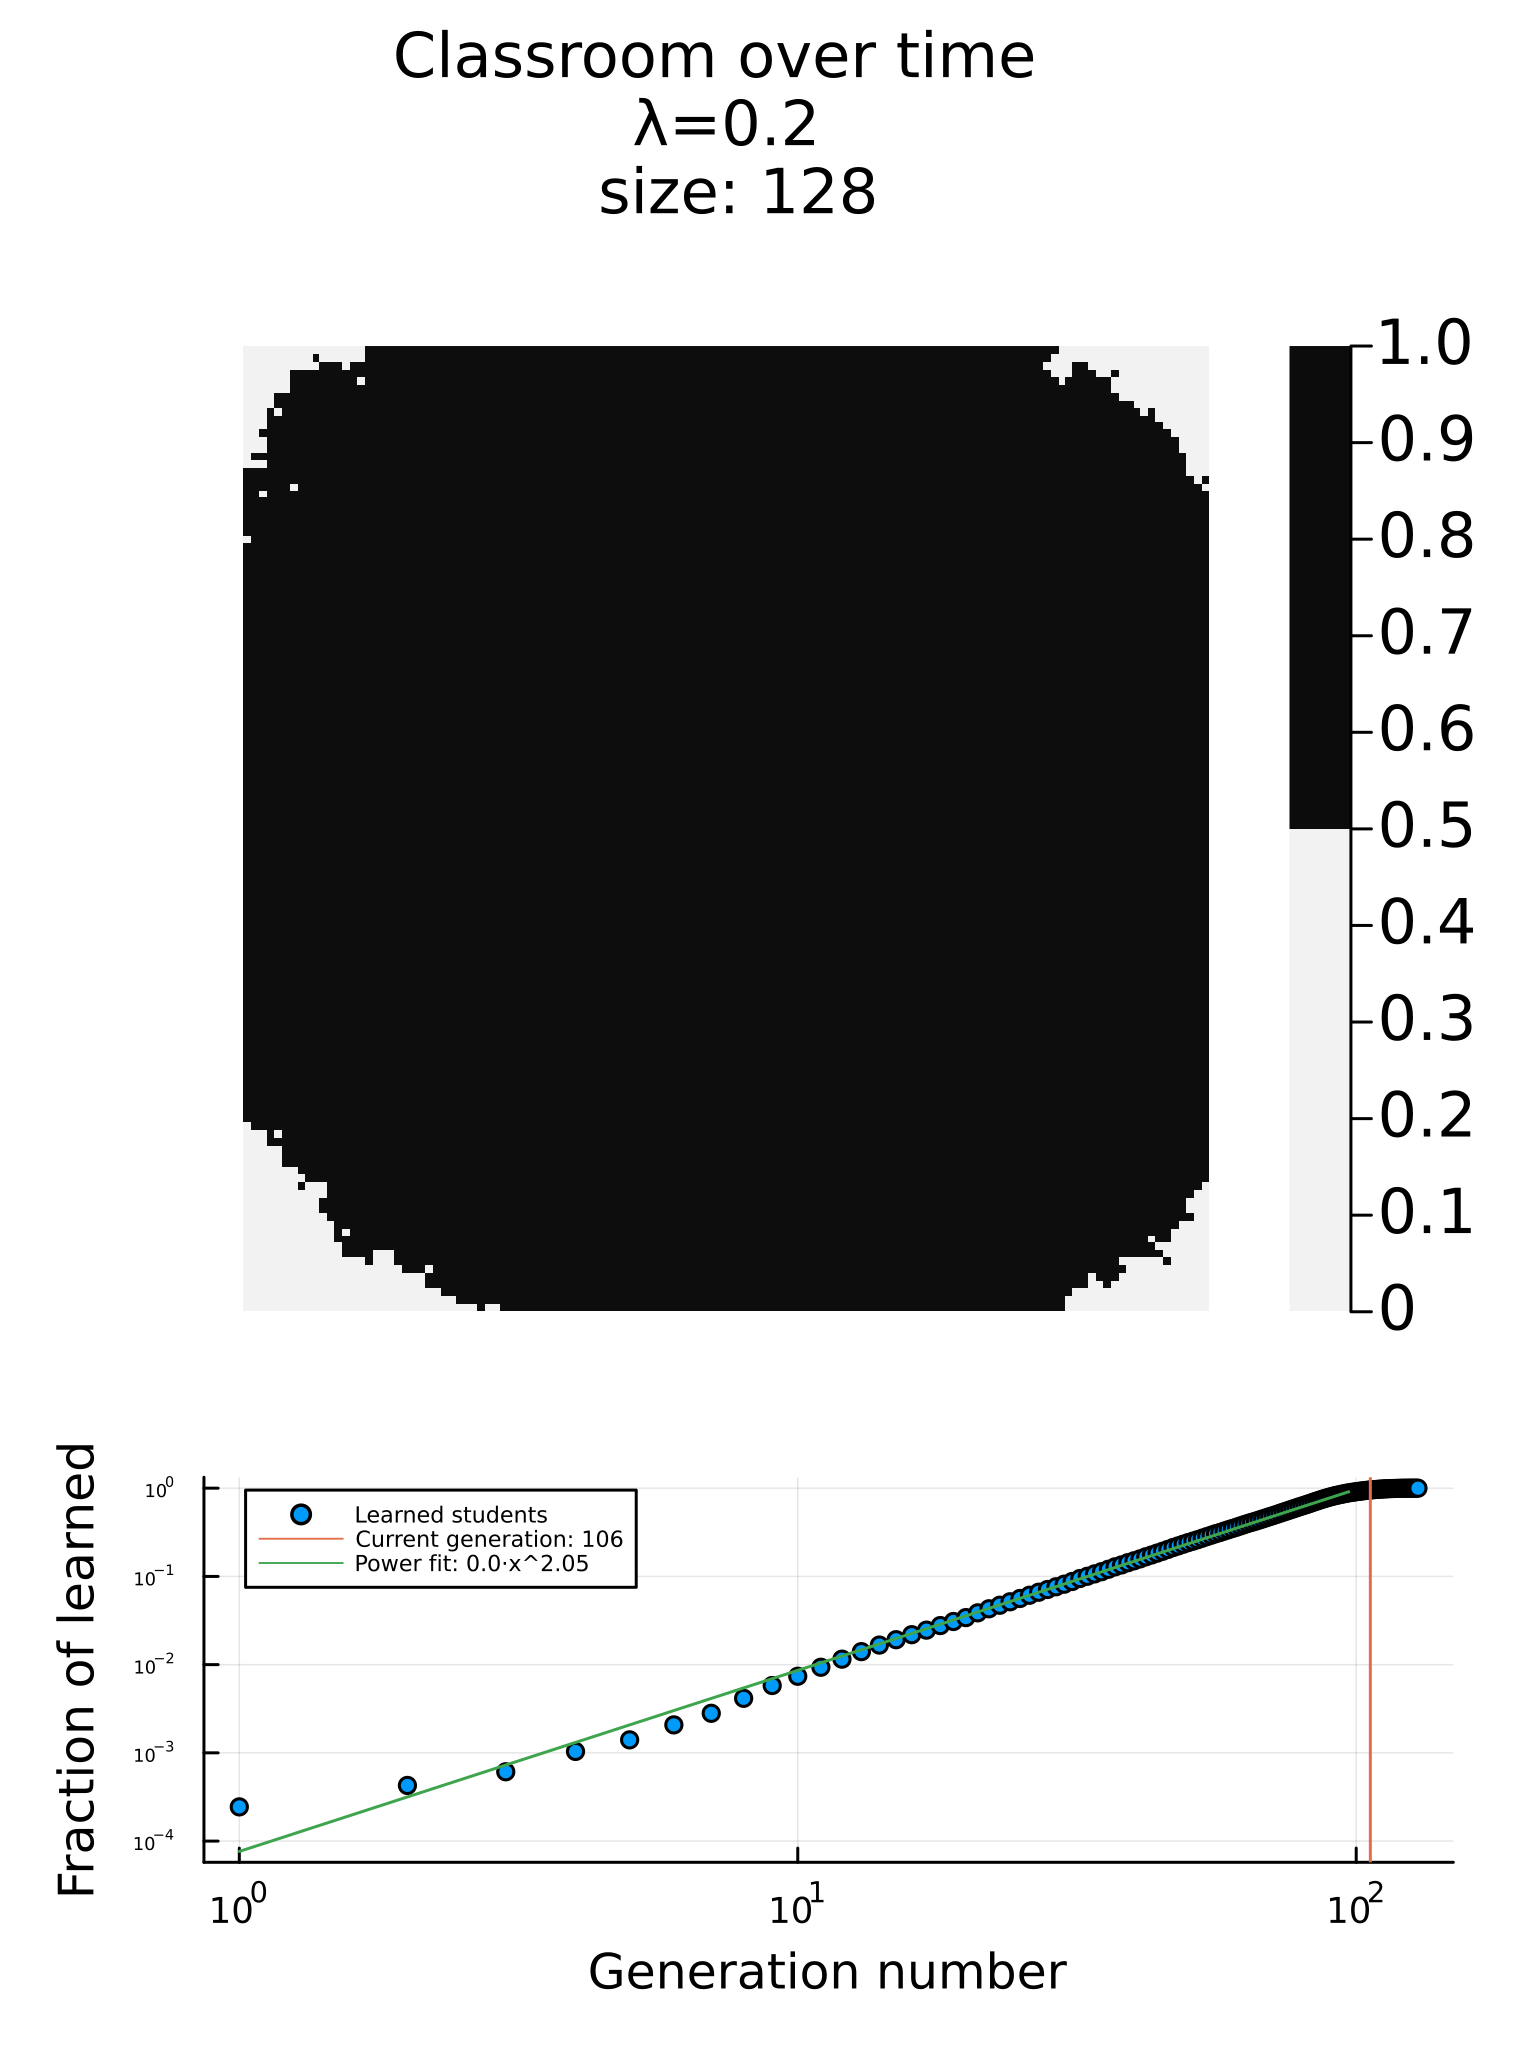 Classroom over time
λ=0.2
size: 128
1.0
0.9
0.8
0.7
0.6
0.5
0.4
0.3
0.2
0.1
0
Fraction of learned
10^0
10^-1
10^-2
10^-3
10^-4
Learned students
Current generation: 106
Power fit: 0.0·x^2.05
10^0 10^1 10^2
Generation number